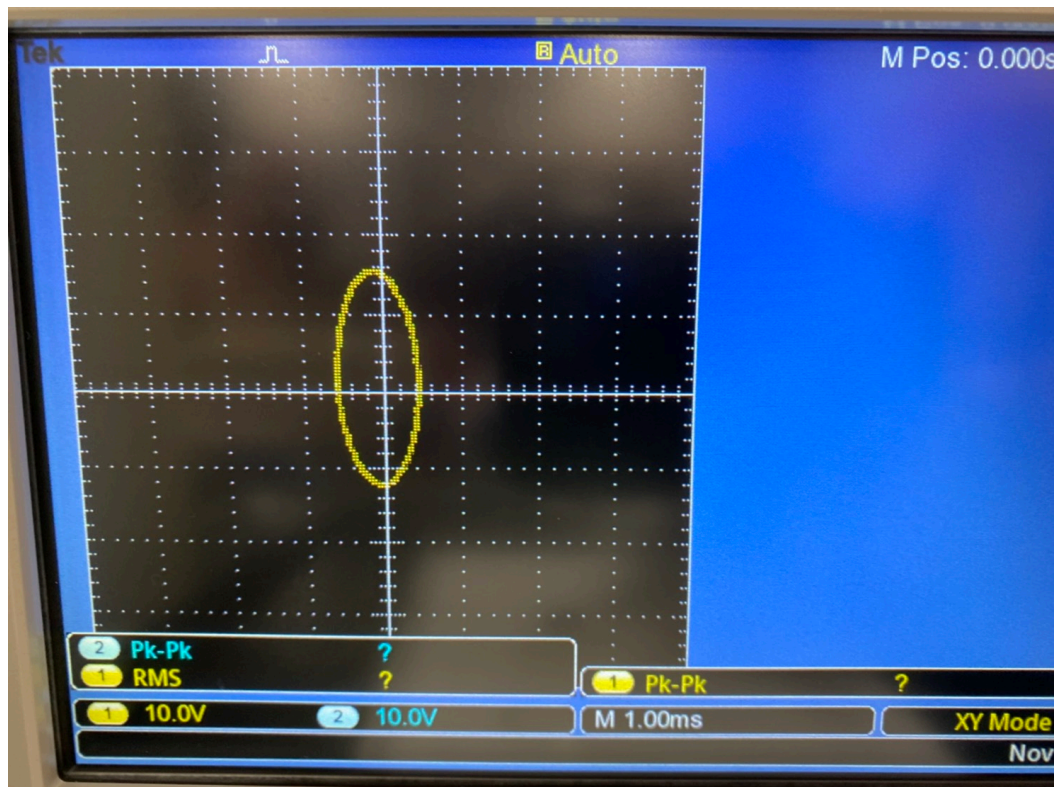 Tek
R Auto
M Pos: 0.000s
2 Pk-Pk ?
1 RMS ?
1 Pk-Pk ?
1 10.0V 2 10.0V M 1.00ms XY Mode
Nov